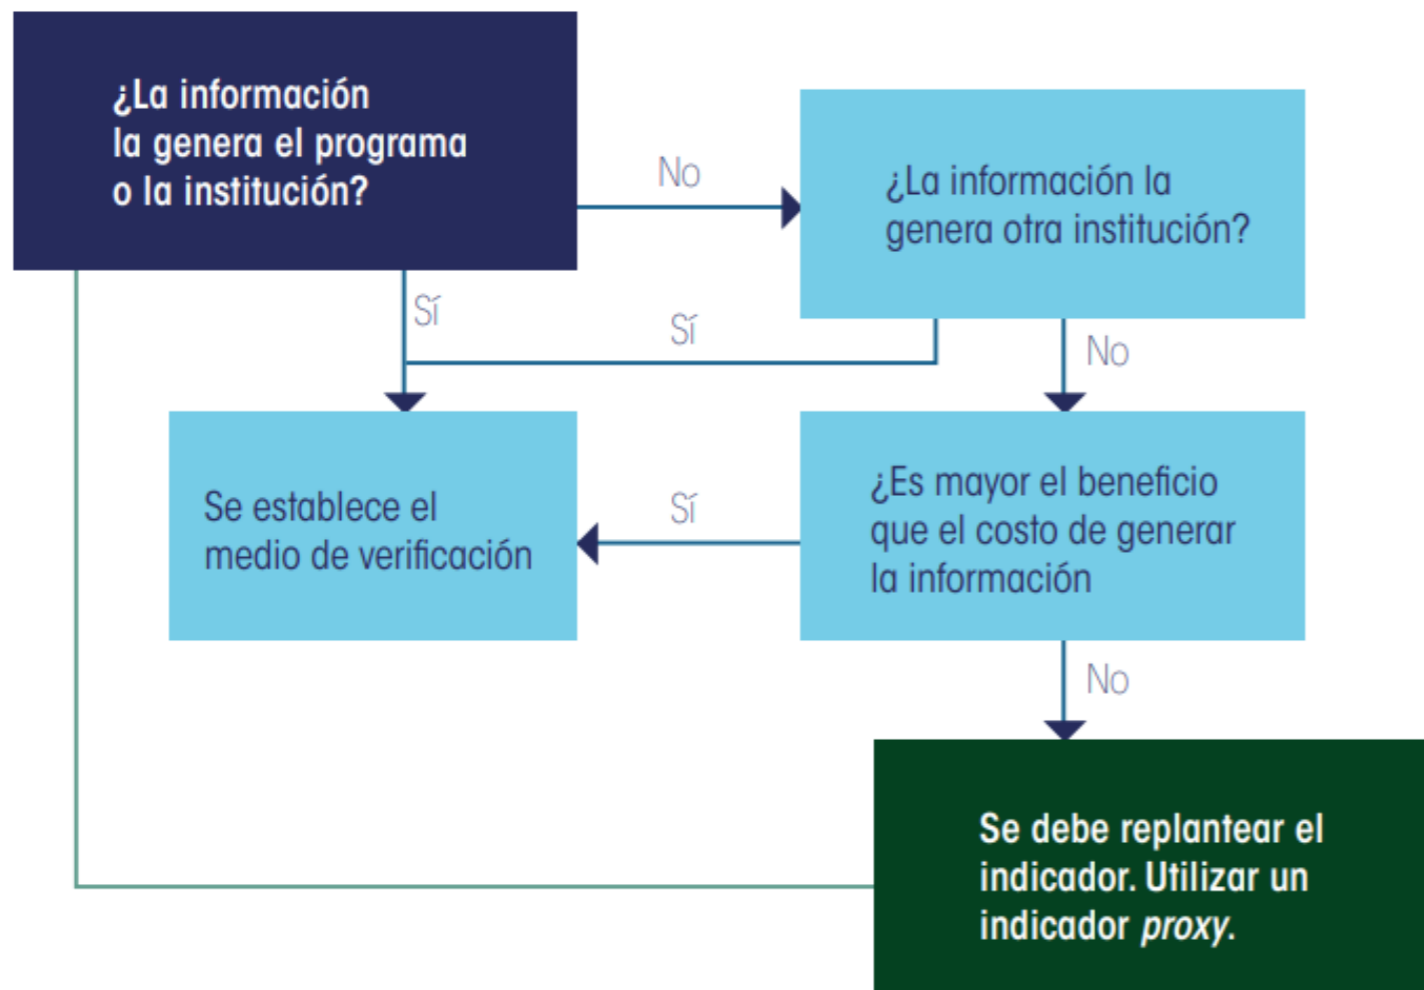 ¿La información
la genera el programa
o la institución?
No
¿La información la
genera otra institución?
Sí
Sí
No
Se establece el
medio de verificación
Sí
¿Es mayor el beneficio
que el costo de generar
la información
No
Se debe replantear el
indicador. Utilizar un
indicador proxy.